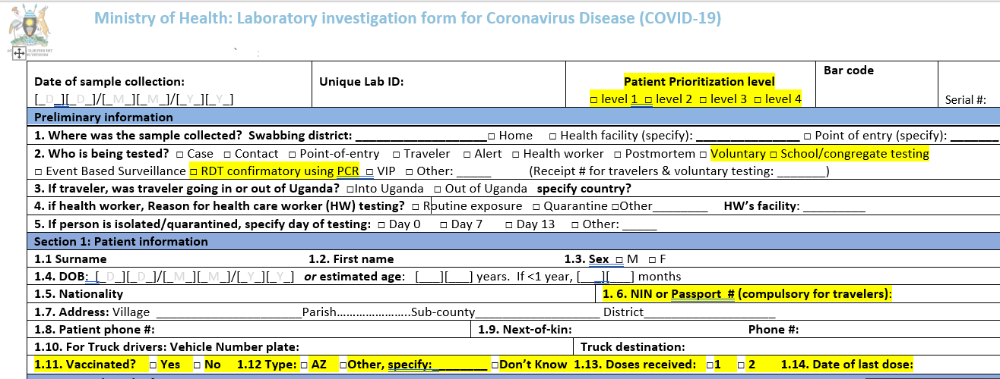 Ministry of Health: Laboratory investigation form for Coronavirus Disease (COVID-19)
Date of sample collection:
[_D_][_D_]/[_M_][_M_]/[_Y_][_Y_]
Unique Lab ID:
Patient Prioritization level
□ level 1 □ level 2 □ level 3 □ level 4
Bar code
Serial #:
Preliminary information
1. Where was the sample collected? Swabbing district: ____________________□ Home □ Health facility (specify): ________________ □ Point of entry (specify): _______
2. Who is being tested? □ Case □ Contact □ Point-of-entry □ Traveler □ Alert □ Health worker □ Postmortem □ Voluntary □ School/congregate testing
□ Event Based Surveillance □ RDT confirmatory using PCR □ VIP □ Other: _____ (Receipt # for travelers & voluntary testing: _______)
3. If traveler, was traveler going in or out of Uganda? □Into Uganda □ Out of Uganda specify country?
4. if health worker, Reason for health care worker (HW) testing? □ Routine exposure □ Quarantine □Other________ HW's facility: _________
5. If person is isolated/quarantined, specify day of testing: □ Day 0 □ Day 7 □ Day 13 □ Other: _____
Section 1: Patient information
1.1 Surname 1.2. First name 1.3. Sex □ M □ F
1.4. DOB: [_D_][_D_]/[_M_][_M_]/[_Y_][_Y_] or estimated age: [___][___] years. If <1 year, [___][___] months
1.5. Nationality 1. 6. NIN or Passport # (compulsory for travelers):
1.7. Address: Village _____________________Parish......................Sub-county__________________ District___________________
1.8. Patient phone #: 1.9. Next-of-kin: Phone #:
1.10. For Truck drivers: Vehicle Number plate: Truck destination:
1.11. Vaccinated? □ Yes □ No 1.12 Type: □ AZ □Other, specify:________ □Don't Know 1.13. Doses received: □1 □ 2 1.14. Date of last dose: